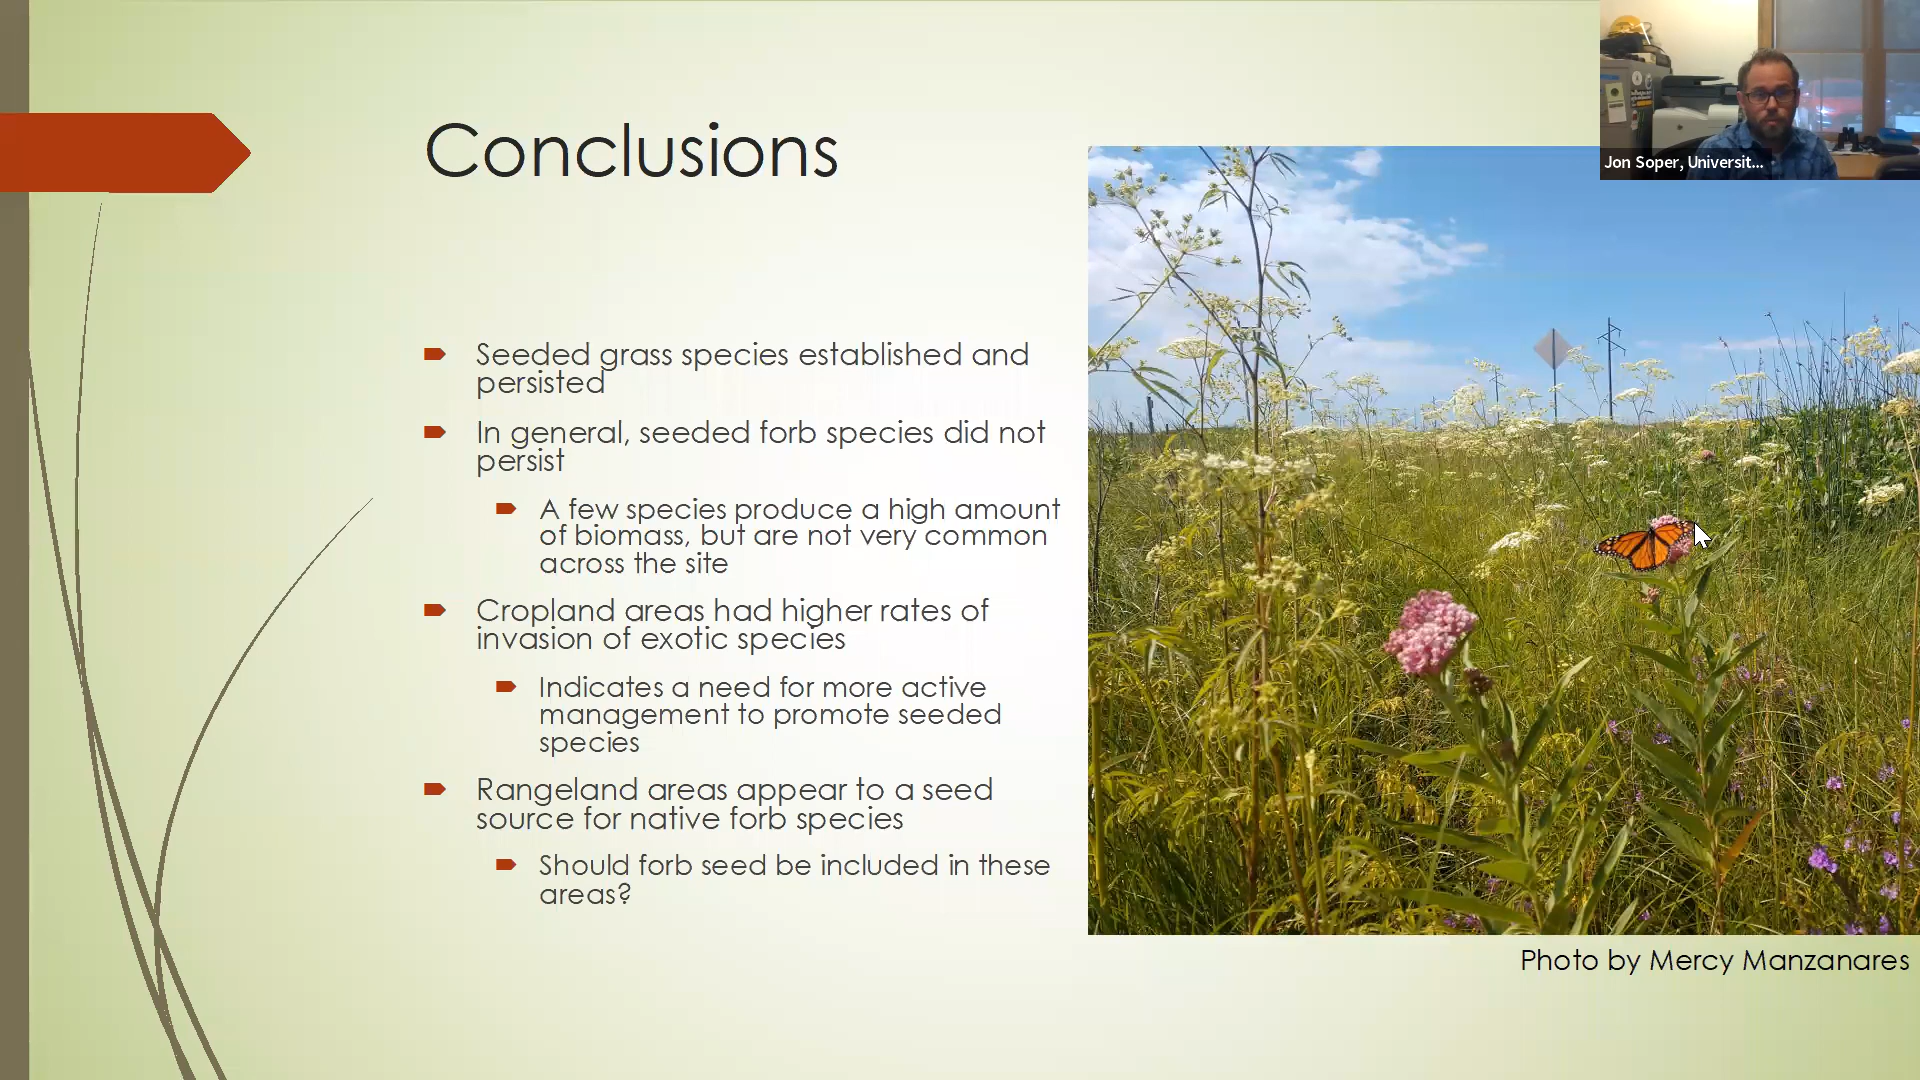 Jon Soper, Universit...
Conclusions
Seeded grass species established and
persisted
In general, seeded forb species did not
persist
A few species produce a high amount
of biomass, but are not very common
across the site
Cropland areas had higher rates of
invasion of exotic species
Indicates a need for more active
management to promote seeded
species
Rangeland areas appear to a seed
source for native forb species
Should forb seed be included in these
areas?
Photo by Mercy Manzanares